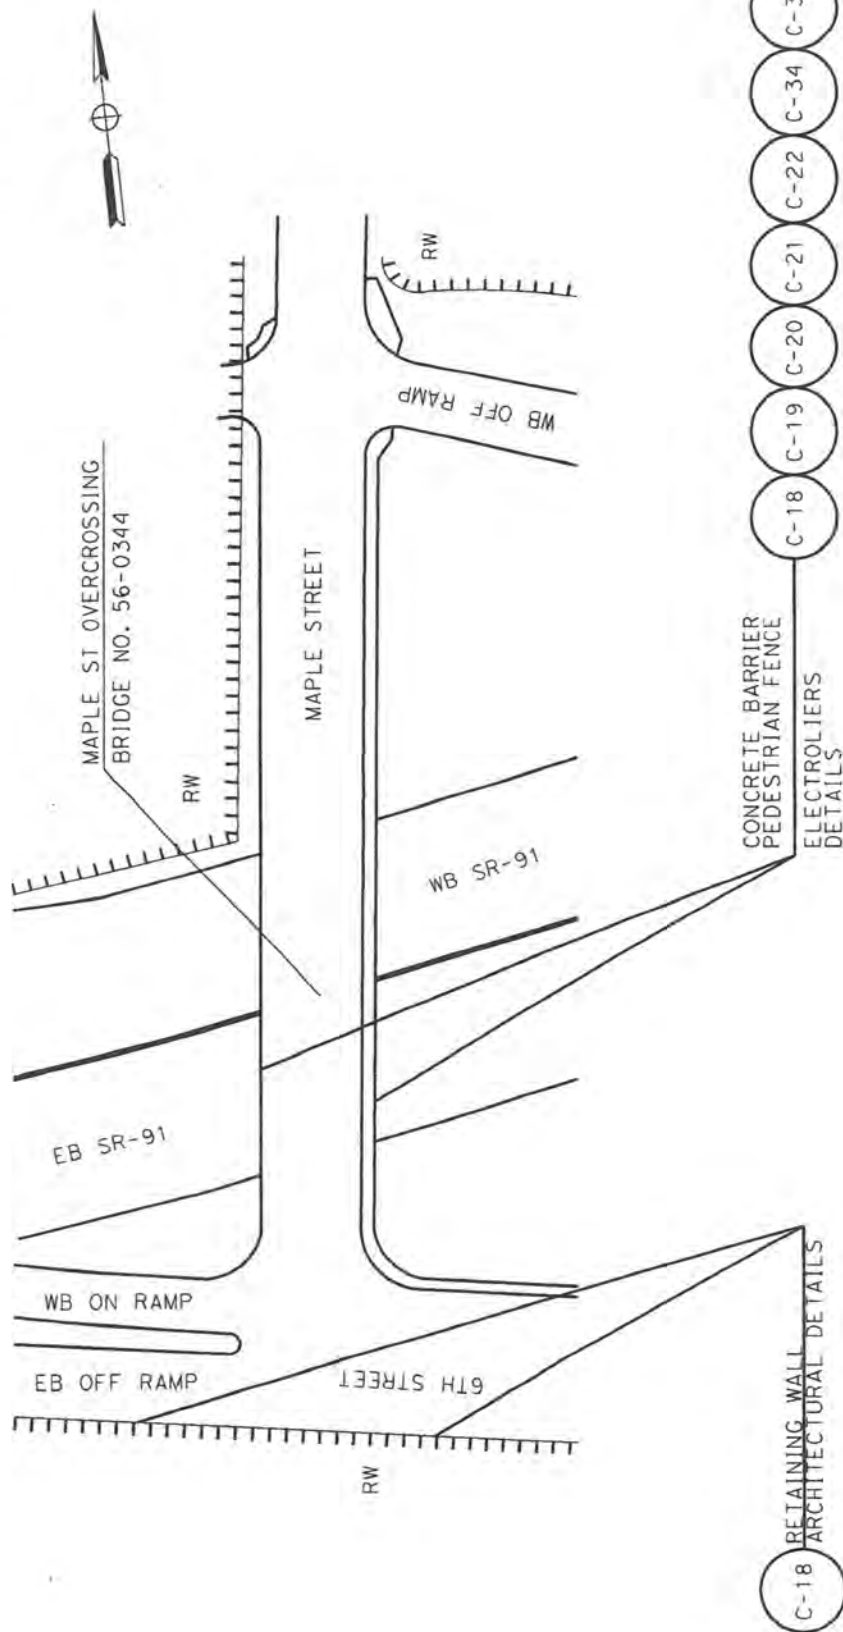 MAPLE ST OVERCROSSING
BRIDGE NO. 56-0344
RW
RW
MAPLE STREET
WB OFF RAMP
WB SR-91
EB SR-91
WB ON RAMP
EB OFF RAMP
6TH STREET
RW
CONCRETE BARRIER
PEDESTRIAN FENCE
ELECTROLIERS
DETAILS
C-18
C-19
C-20
C-21
C-22
C-34
C-18
RETAINING WALL
ARCHITECTURAL DETAILS